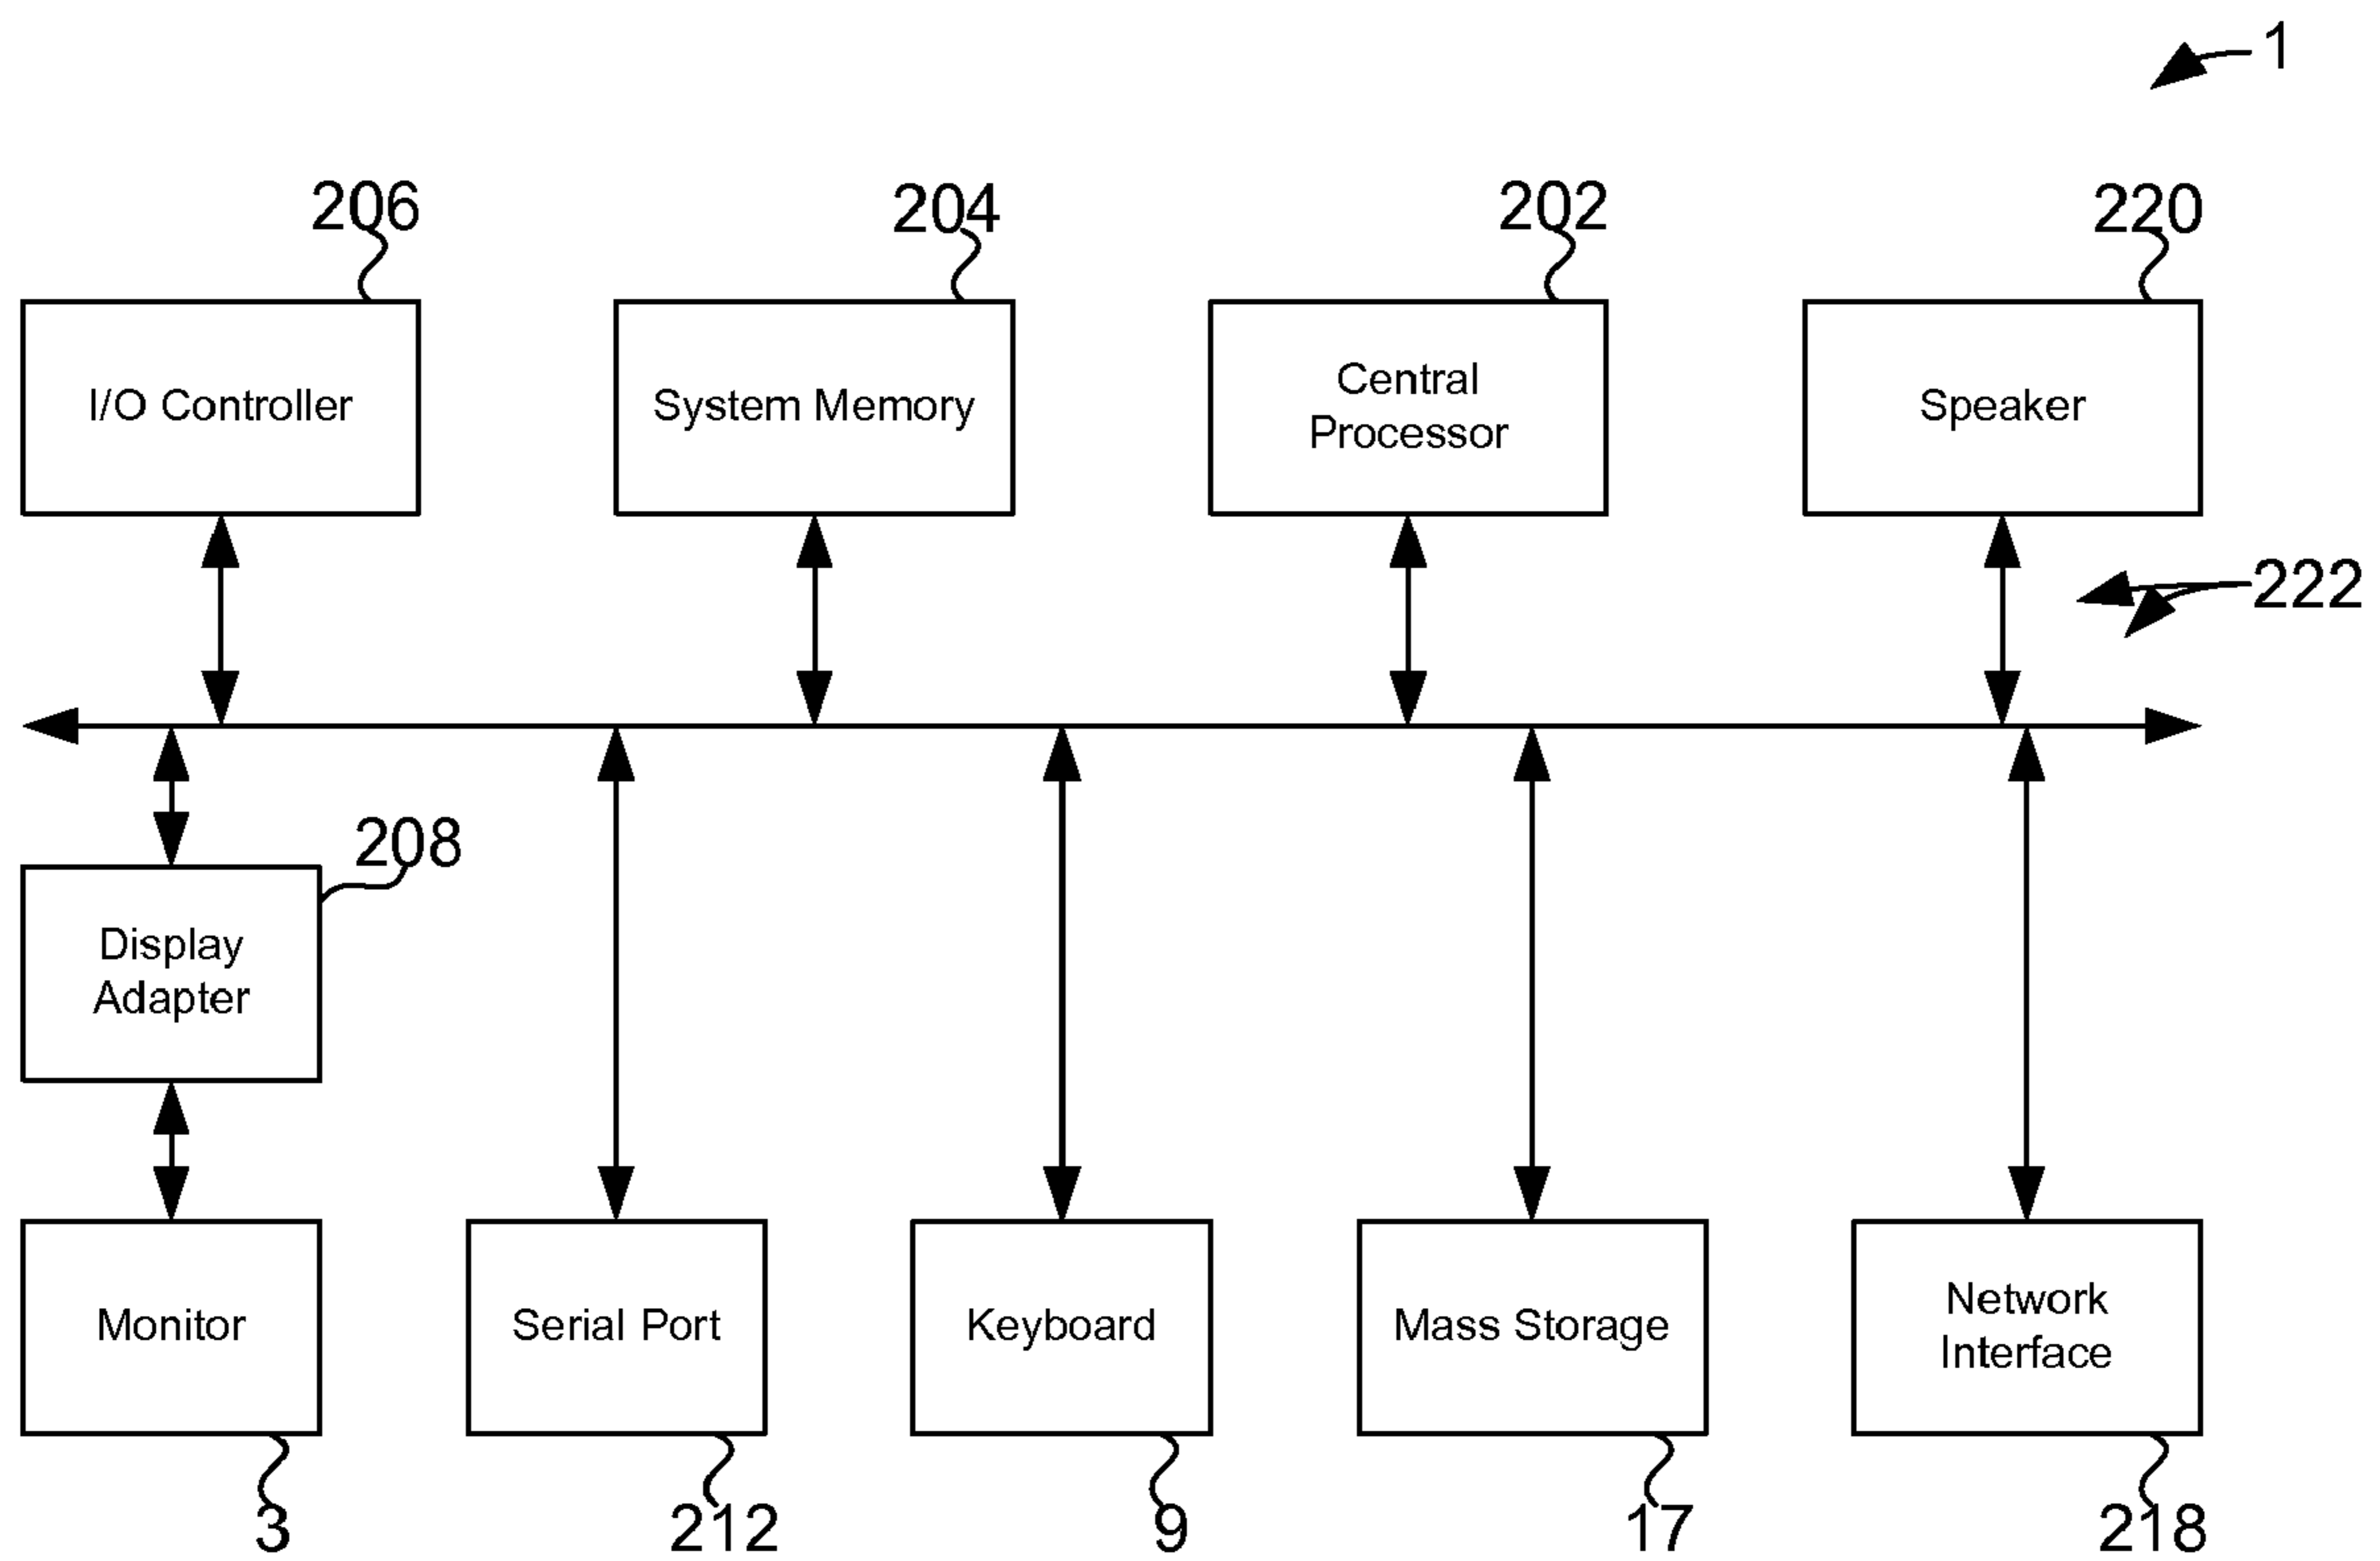 1
206
204
202
220
I/O Controller
System Memory
Central
Processor
Speaker
222
208
Display
Adapter
Monitor
Serial Port
Keyboard
Mass Storage
Network
Interface
3
212
9
17
218